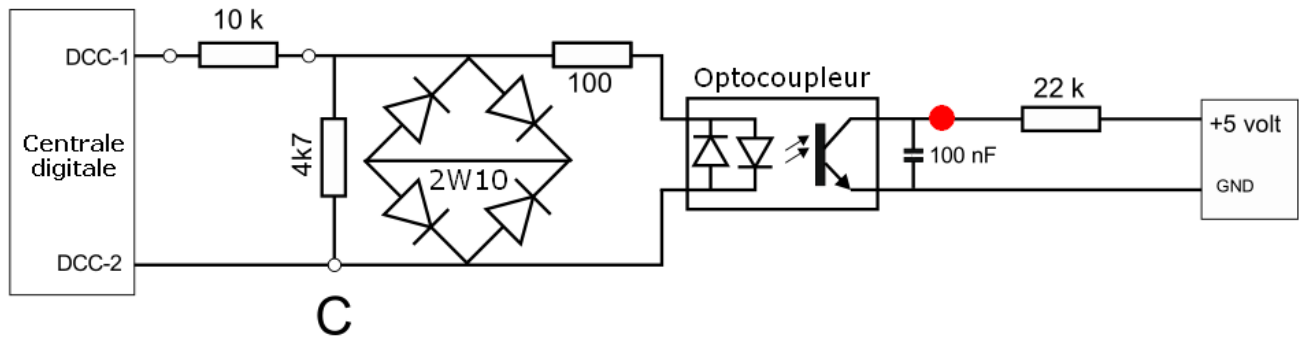 10 k
DCC-1
100
Optocoupleur
22 k
+5 volt
Centrale
digitale
4k7
2W10
100 nF
GND
DCC-2
C